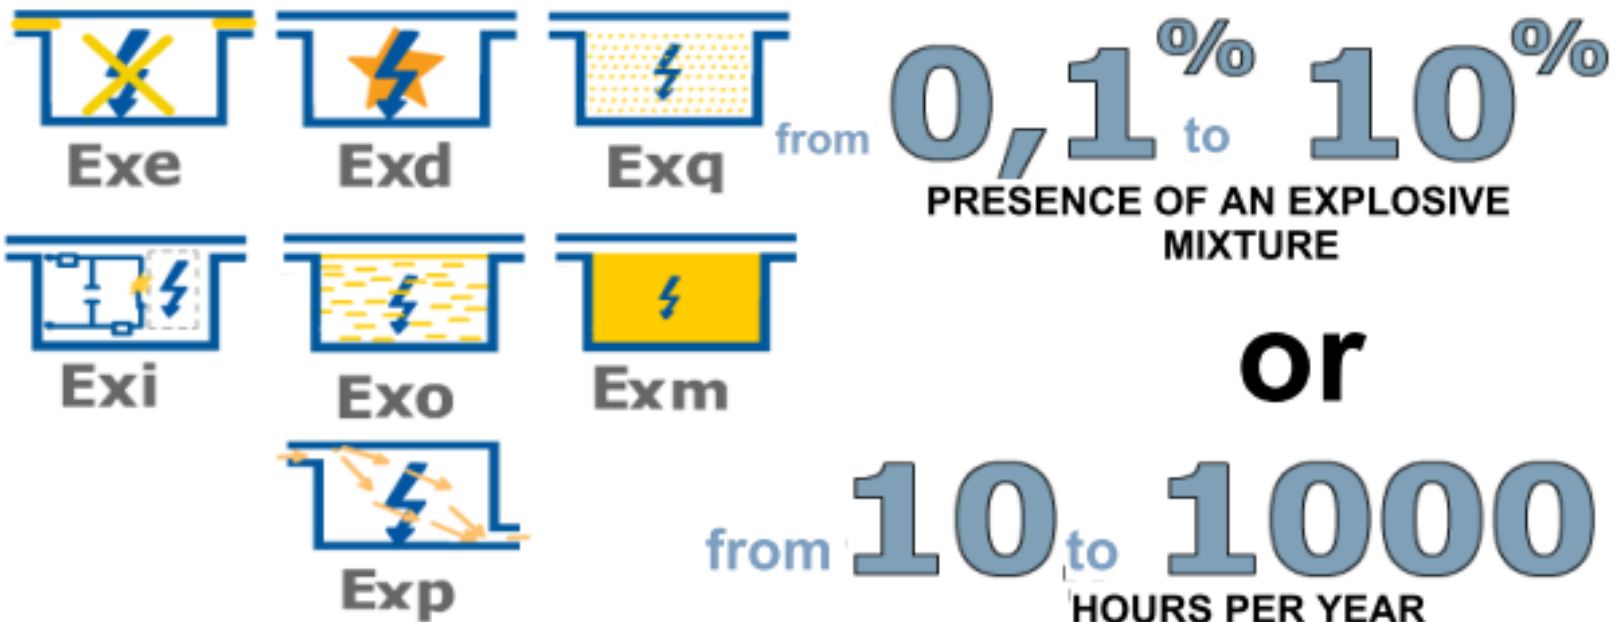 Exe Exd Exq
Exi Exo Exm
Exp
from 0,1% to 10%
PRESENCE OF AN EXPLOSIVE
MIXTURE
or
from 10 to 1000
HOURS PER YEAR